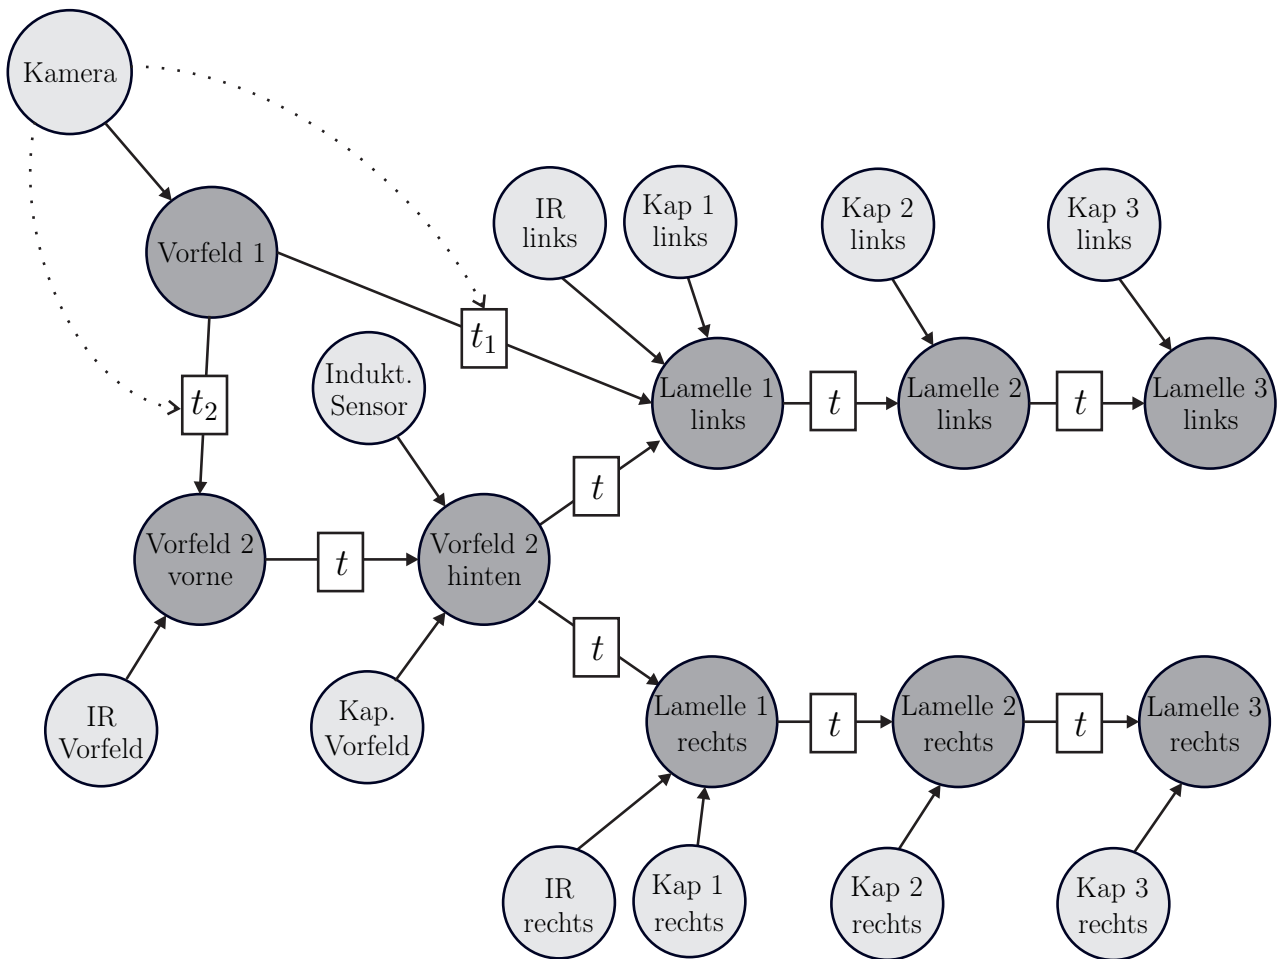 Kamera
Vorfeld 1
IR
links
Kap 1
links
Kap 2
links
Kap 3
links
t1
t2
Indukt.
Sensor
Lamelle 1
links
t
Lamelle 2
links
t
Lamelle 3
links
t
Vorfeld 2
vorne
t
Vorfeld 2
hinten
t
IR
Vorfeld
Kap.
Vorfeld
Lamelle 1
rechts
t
Lamelle 2
rechts
t
Lamelle 3
rechts
IR
rechts
Kap 1
rechts
Kap 2
rechts
Kap 3
rechts